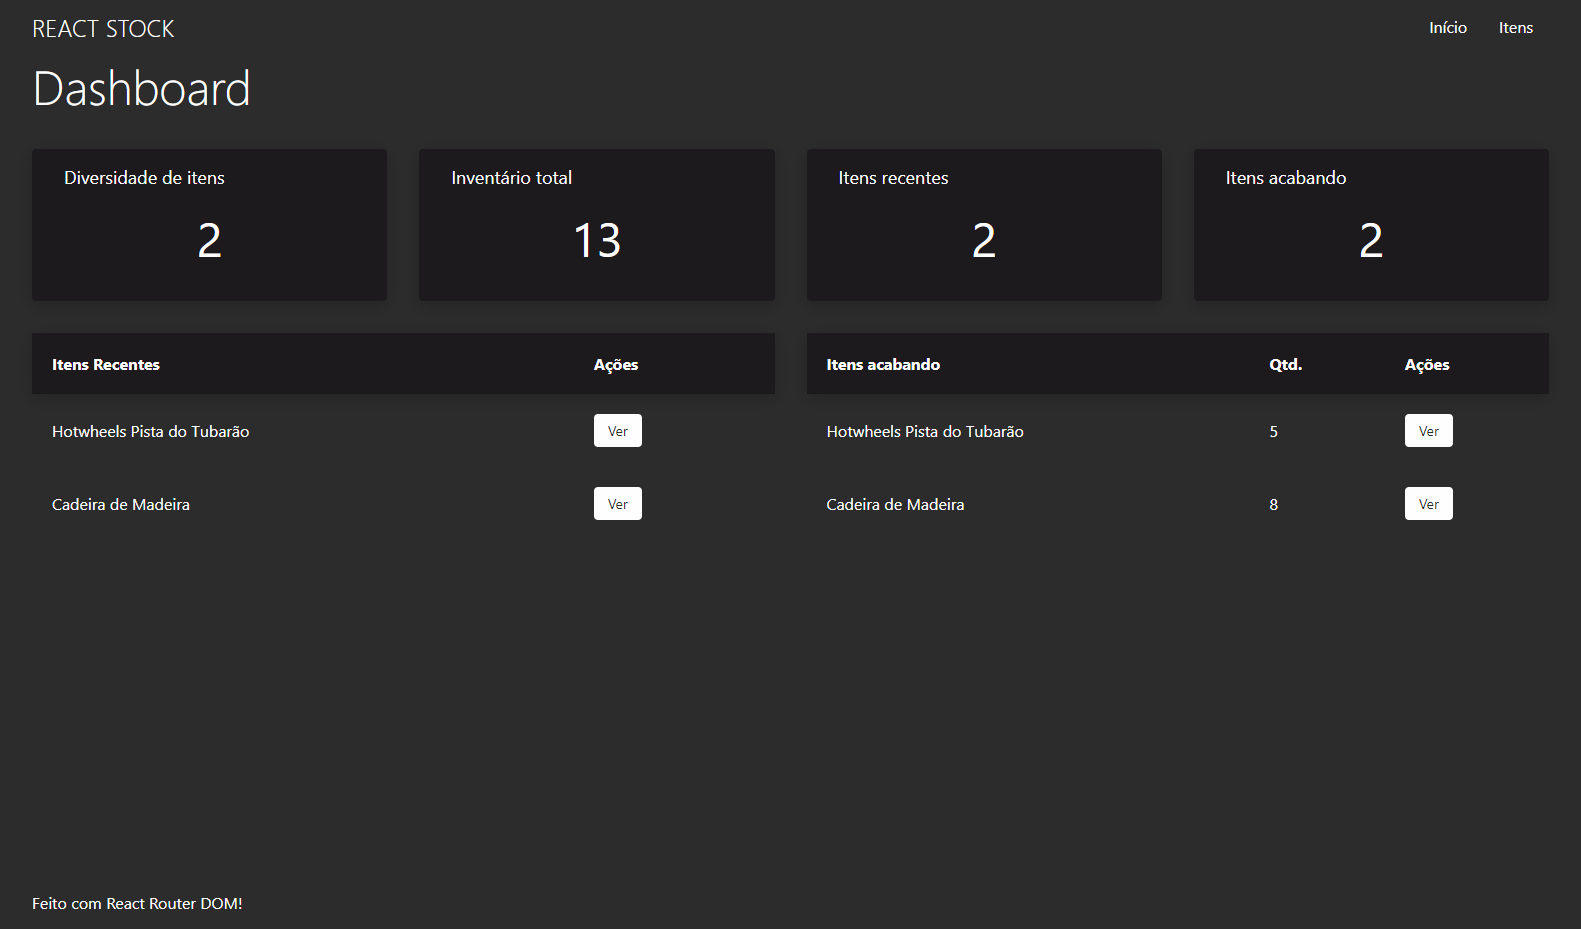 REACT STOCK
Início Itens
Dashboard
Diversidade de itens
2
Inventário total
13
Itens recentes
2
Itens acabando
2
Itens Recentes Ações
Hotwheels Pista do Tubarão Ver
Cadeira de Madeira Ver
Itens acabando Qtd. Ações
Hotwheels Pista do Tubarão 5 Ver
Cadeira de Madeira 8 Ver
Feito com React Router DOM!